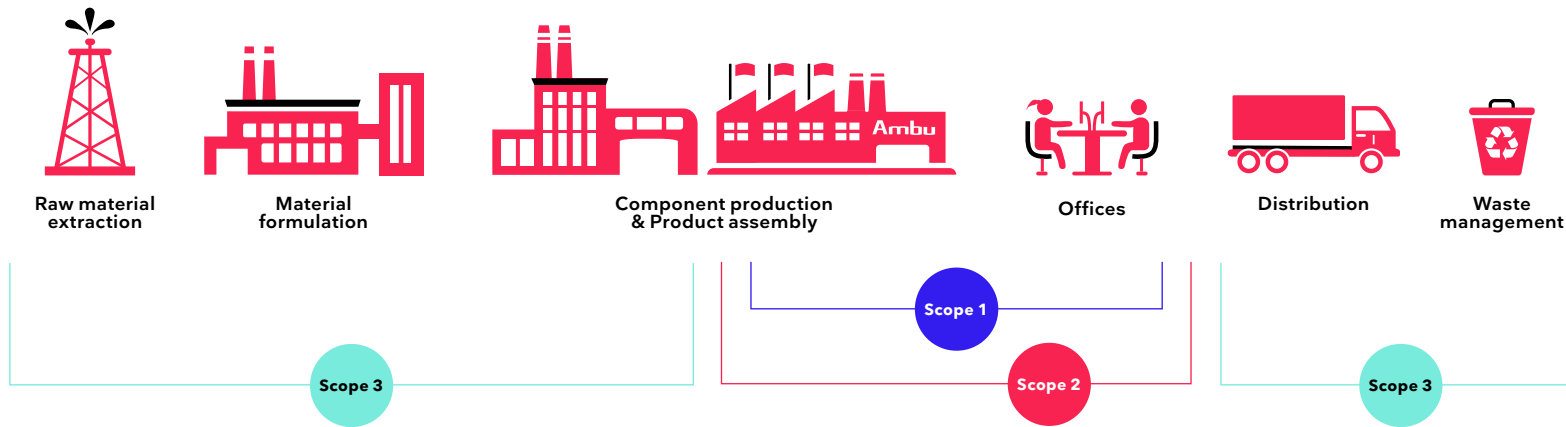 Ambu
Raw material
extraction
Material
formulation
Component production
& Product assembly
Offices
Distribution
Waste
management
Scope 1
Scope 3
Scope 2
Scope 3